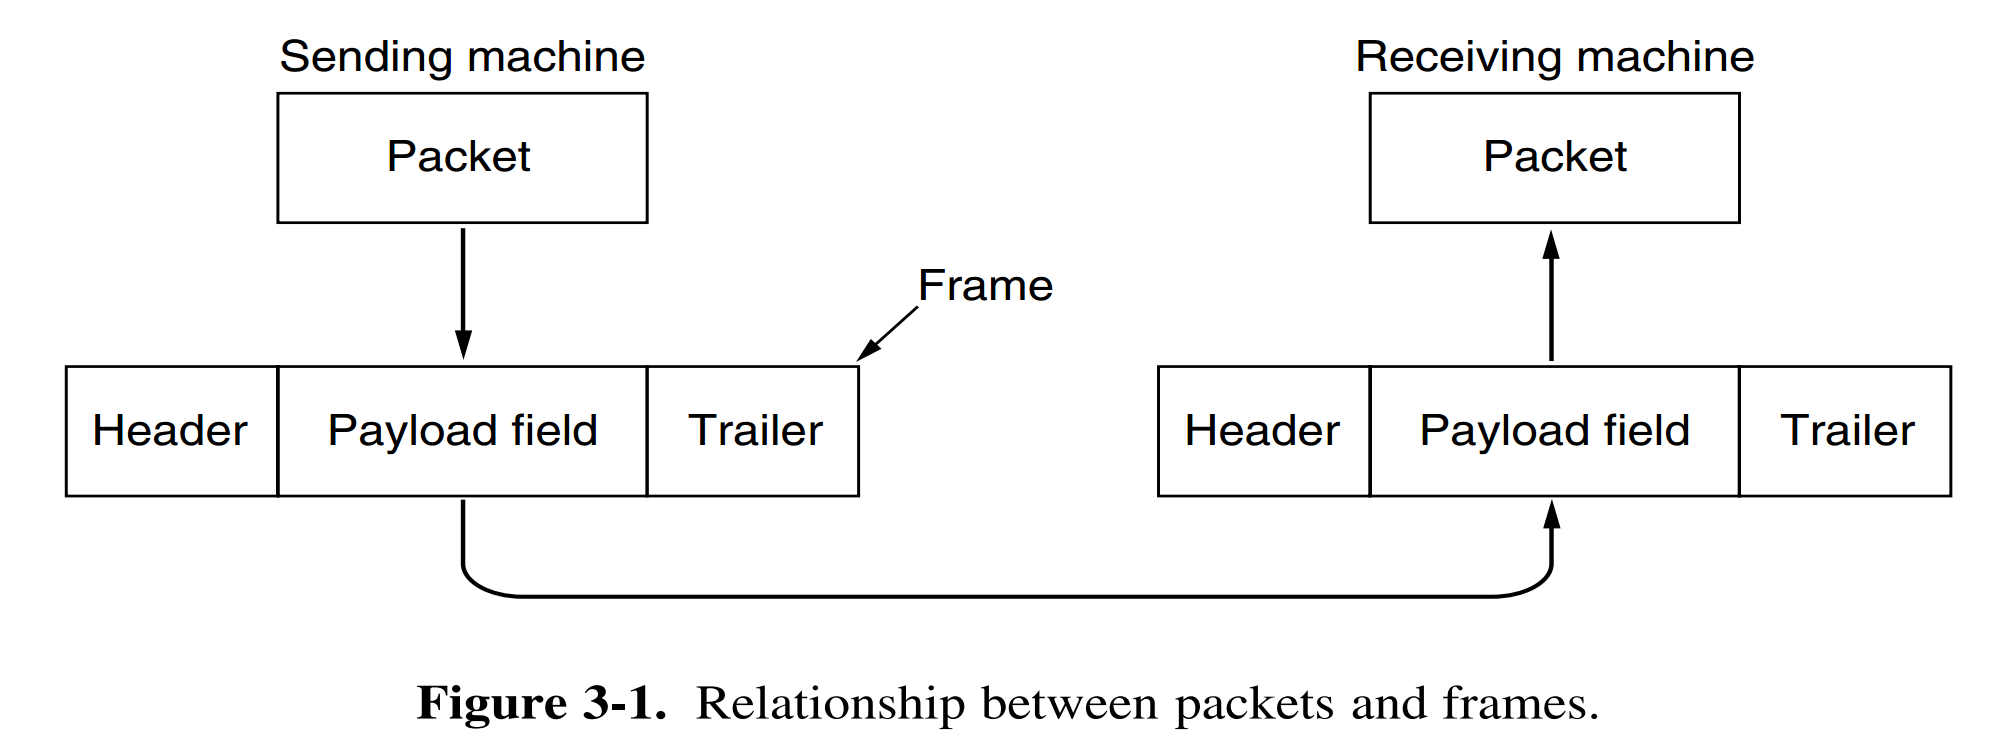 Sending machine
Receiving machine
Packet
Packet
Frame
Header
Payload field
Trailer
Header
Payload field
Trailer
Figure 3-1. Relationship between packets and frames.